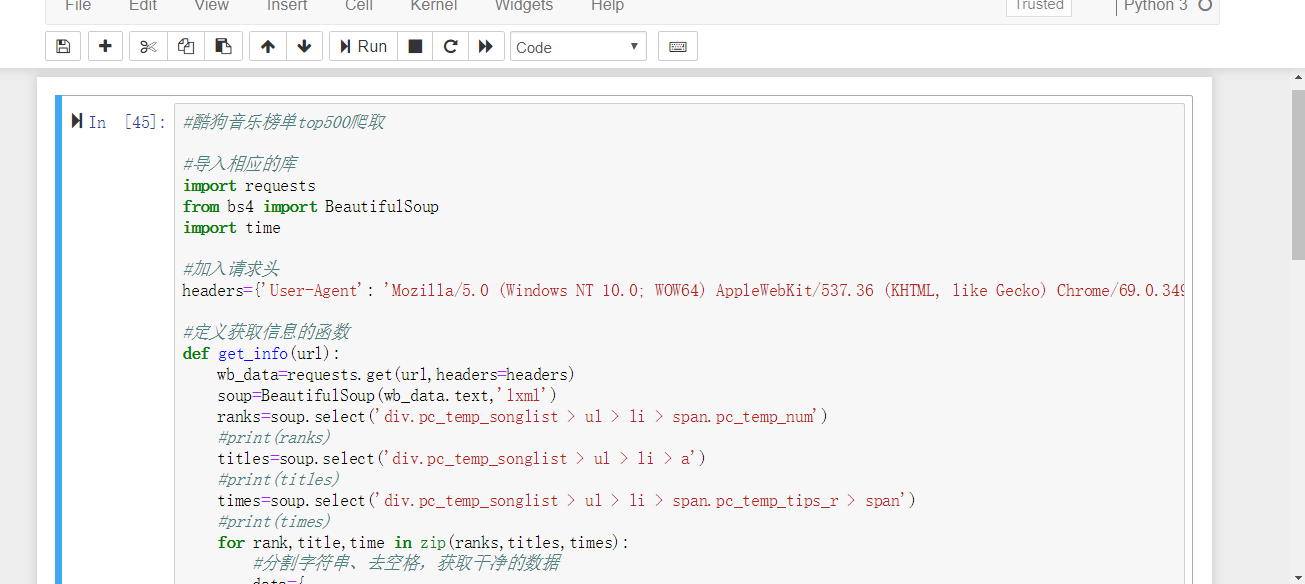 File Edit View Insert Cell Kernel Widgets Help Trusted Python 3
Run Code
In [45]: #酷狗音乐榜单top500爬取
#导入相应的库
import requests
from bs4 import BeautifulSoup
import time
#加入请求头
headers={'User-Agent': 'Mozilla/5.0 (Windows NT 10.0; WOW64) AppleWebKit/537.36 (KHTML, like Gecko) Chrome/69.0.349
#定义获取信息的函数
def get_info(url):
wb_data=requests.get(url,headers=headers)
soup=BeautifulSoup(wb_data.text,'lxml')
ranks=soup.select('div.pc_temp_songlist > ul > li > span.pc_temp_num')
#print(ranks)
titles=soup.select('div.pc_temp_songlist > ul > li > a')
#print(titles)
times=soup.select('div.pc_temp_songlist > ul > li > span.pc_temp_tips_r > span')
#print(times)
for rank,title,time in zip(ranks,titles,times):
#分割字符串、去空格，获取干净的数据
data={